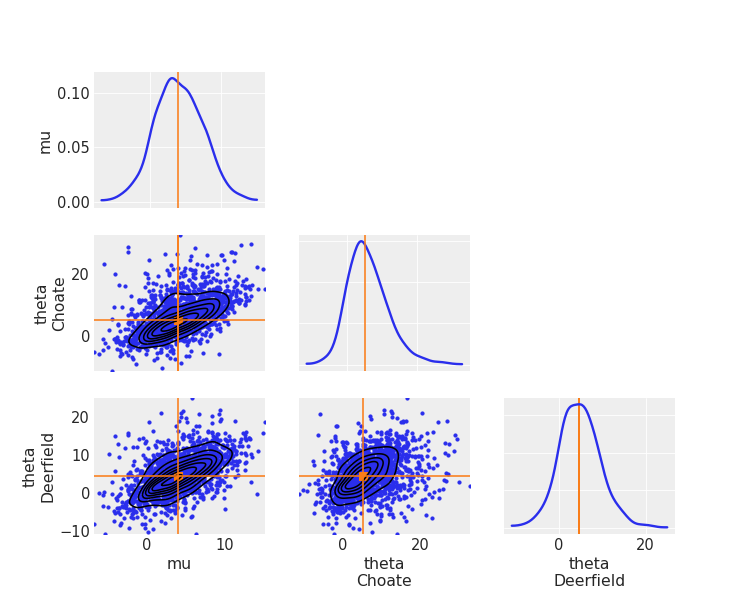 0.10
mu
0.05
0.00
20
theta
Choate
0
20
10
theta
Deerfield
0
−10
0 10
mu
0 20
theta
Choate
0 20
theta
Deerfield